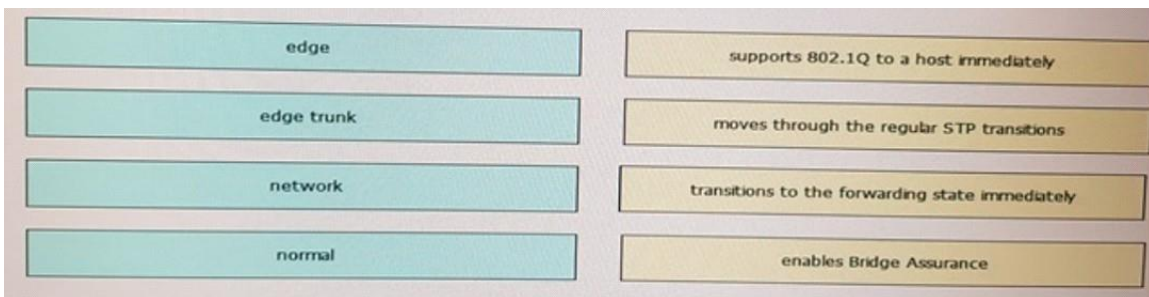 edge
edge trunk
network
normal
supports 802.1Q to a host immediately
moves through the regular STP transitions
transitions to the forwarding state immediately
enables Bridge Assurance